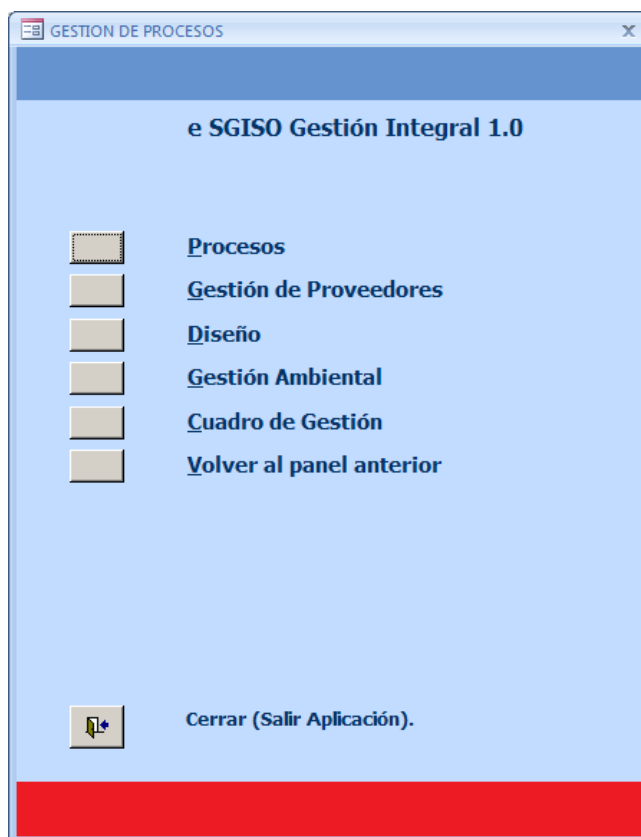 GESTION DE PROCESOS
e SGISO Gestión Integral 1.0
Procesos
Gestión de Proveedores
Diseño
Gestión Ambiental
Cuadro de Gestión
Volver al panel anterior
Cerrar (Salir Aplicación).